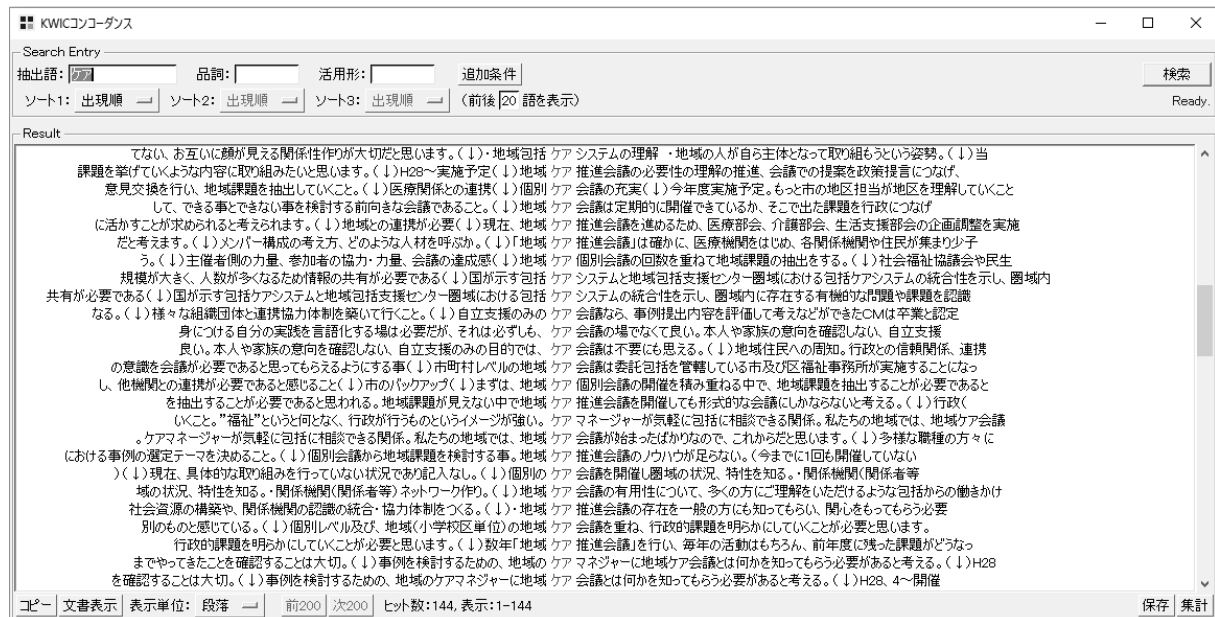 KWICコンコーダンス
Search Entry
抽出語: ケア 品詞: 活用形: 追加条件 検索
ソート1: 出現順 ソート2: 出現順 ソート3: 出現順 (前後 20 語を表示) Ready.
Result
てない、お互いに顔が見える関係性作りが大切だと思います。(↓)・地域包括 ケア システムの理解 ・地域の人が自ら主体となって取り組もうという姿勢。(↓)当
課題を挙げていくような内容に取り組みたいと思います。(↓)H28～実施予定(↓)地域 ケア 推進会議の必要性の理解の推進、会議での提案を政策提言につなげ、
意見交換を行い、地域課題を抽出していくこと。(↓)医療関係との連携(↓)個別 ケア 会議の充実(↓)今年度実施予定。もっと市の地区担当が地区を理解していくこと
して、できる事とできない事を検討する前向きな会議であること。(↓)地域 ケア 会議は定期的に開催できているか、そこで出た課題を行政につなげ
に活かすことが求められると考えられます。(↓)地域との連携が必要(↓)現在、地域 ケア 推進会議を進めるため、医療部会、介護部会、生活支援部会の企画調整を実施
だと考えます。(↓)メンバー構成の考え方、どのような人材を呼ぶか。(↓)「地域 ケア 推進会議」は確かに、医療機関をはじめ、各関係機関や住民が集まり少子
う。(↓)主催者側の力量、参加者の協力・力量、会議の達成感(↓)地域 ケア 個別会議の回数を重ねて地域課題の抽出をする。(↓)社会福祉協議会や民生
規模が大きく、人数が多くなるため情報の共有が必要である(↓)国が示す包括 ケア システムと地域包括支援センター圏域における包括ケアシステムの統合性を示し、圏域内
共有が必要である(↓)国が示す包括ケアシステムと地域包括支援センター圏域における包括 ケア システムの統合性を示し、圏域内に存在する有機的な問題や課題を認識
なる。(↓)様々な組織団体と連携協力体制を築いて行くこと。(↓)自立支援のみの ケア 会議なら、事例提出内容を評価して考えなどができたCMは卒業と認定
身につける自分の実践を言語化する場は必要だが、それは必ずしも、 ケア 会議の場でなくて良い。本人や家族の意向を確認しない、自立支援
良い。本人や家族の意向を確認しない、自立支援のみの目的では、 ケア 会議は不要にも思える。(↓)地域住民への周知。行政との信頼関係、連携
の意識を会議が必要であると思ってもらえるようにする事(↓)市町村レベルの地域 ケア 会議は委託包括を管轄している市及び区福祉事務所が実施することになっ
し、他機関との連携が必要であると感じること(↓)市のバックアップ(↓)まずは、地域 ケア 個別会議の開催を積み重ねる中で、地域課題を抽出することが必要であると
を抽出することが必要であると思われる。地域課題が見えない中で地域 ケア 推進会議を開催しても形式的な会議にしかならないと考える。(↓)行政(
いくこと。”福祉”というと何となく、行政が行うものというイメージが強い。 ケア マネージャーが気軽に包括に相談できる関係。私たちの地域では、地域ケア会議
。ケアマネージャーが気軽に包括に相談できる関係。私たちの地域では、地域 ケア 会議が始まったばかりなので、これからだと思います。(↓)多様な職種の方々に
における事例の選定テーマを決めること。(↓)個別会議から地域課題を検討する事。地域 ケア 推進会議のノウハウが足らない。(今までに1回も開催していない
)(↓)現在、具体的な取り組みを行っていない状況であり記入なし。(↓)個別の ケア 会議を開催し圏域の状況、特性を知る。・関係機関(関係者等
域の状況、特性を知る。・関係機関(関係者等)ネットワーク作り。(↓)地域 ケア 会議の有用性について、多くの方にご理解をいただけるような包括からの働きかけ
社会資源の構築や、関係機関の認識の統合・協力体制をつくる。(↓)・地域 ケア 推進会議の存在を一般の方にも知ってもらい、関心をもってもらう必要
別のものと感じている。(↓)個別レベル及び、地域(小学校区単位)の地域 ケア 会議を重ね、行政的課題を明らかにしていくことが必要と思います。
行政的課題を明らかにしていくことが必要と思います。(↓)数年「地域 ケア 推進会議」を行い、毎年の活動はもちろん、前年度に残った課題がどうなっ
までやってきたことを確認することは大切。(↓)事例を検討するための、地域の ケア マネジャーに地域ケア会議とは何かを知ってもらう必要があると考える。(↓)H28
を確認することは大切。(↓)事例を検討するための、地域のケアマネジャーに地域 ケア 会議とは何かを知ってもらう必要があると考える。(↓)H28、4～開催
コピー 文書表示 表示単位: 段落 前200 次200 ヒット数:144, 表示:1-144 保存 集計